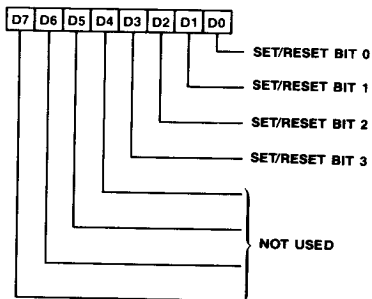 D7 D6 D5 D4 D3 D2 D1 D0
SET/RESET BIT 0
SET/RESET BIT 1
SET/RESET BIT 2
SET/RESET BIT 3
NOT USED